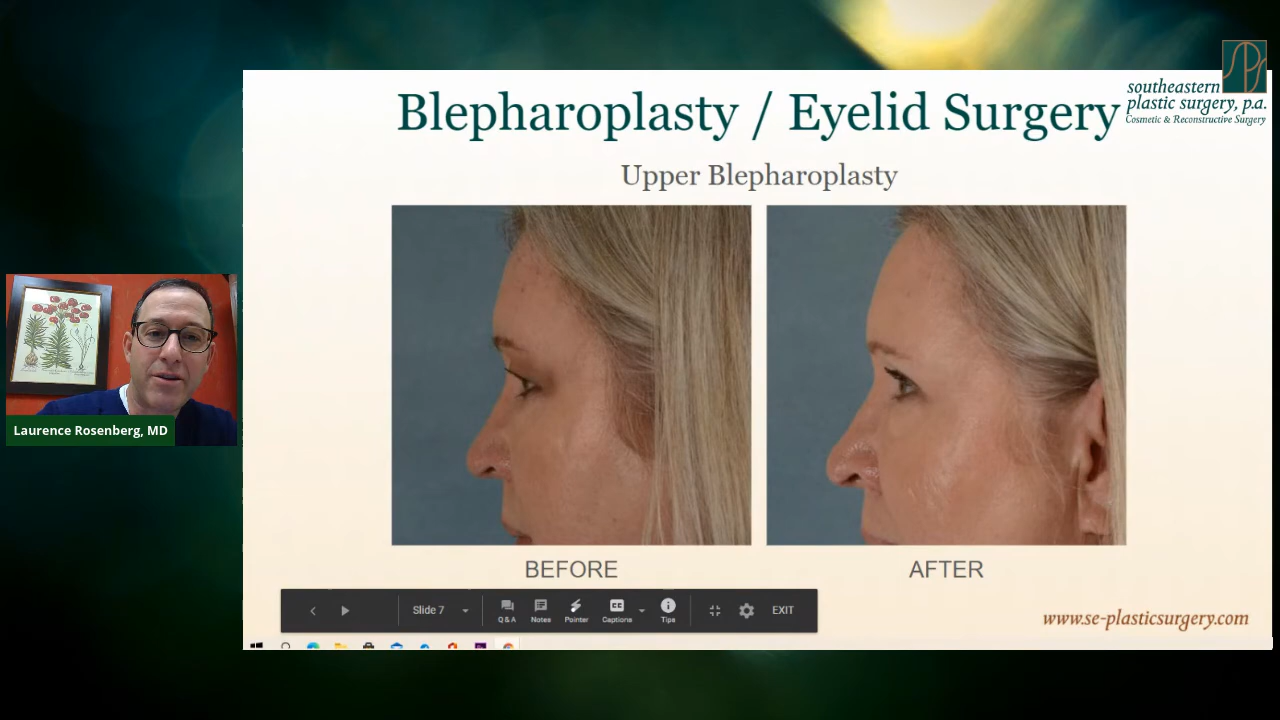 Blepharoplasty / Eyelid Surgery
southeastern
plastic surgery, p.a.
Cosmetic & Reconstructive Surgery
Upper Blepharoplasty
Laurence Rosenberg, MD
BEFORE
AFTER
Slide 7
Q & A
Notes
Pointer
CC
Captions
Tips
EXIT
www.se-plasticsurgery.com